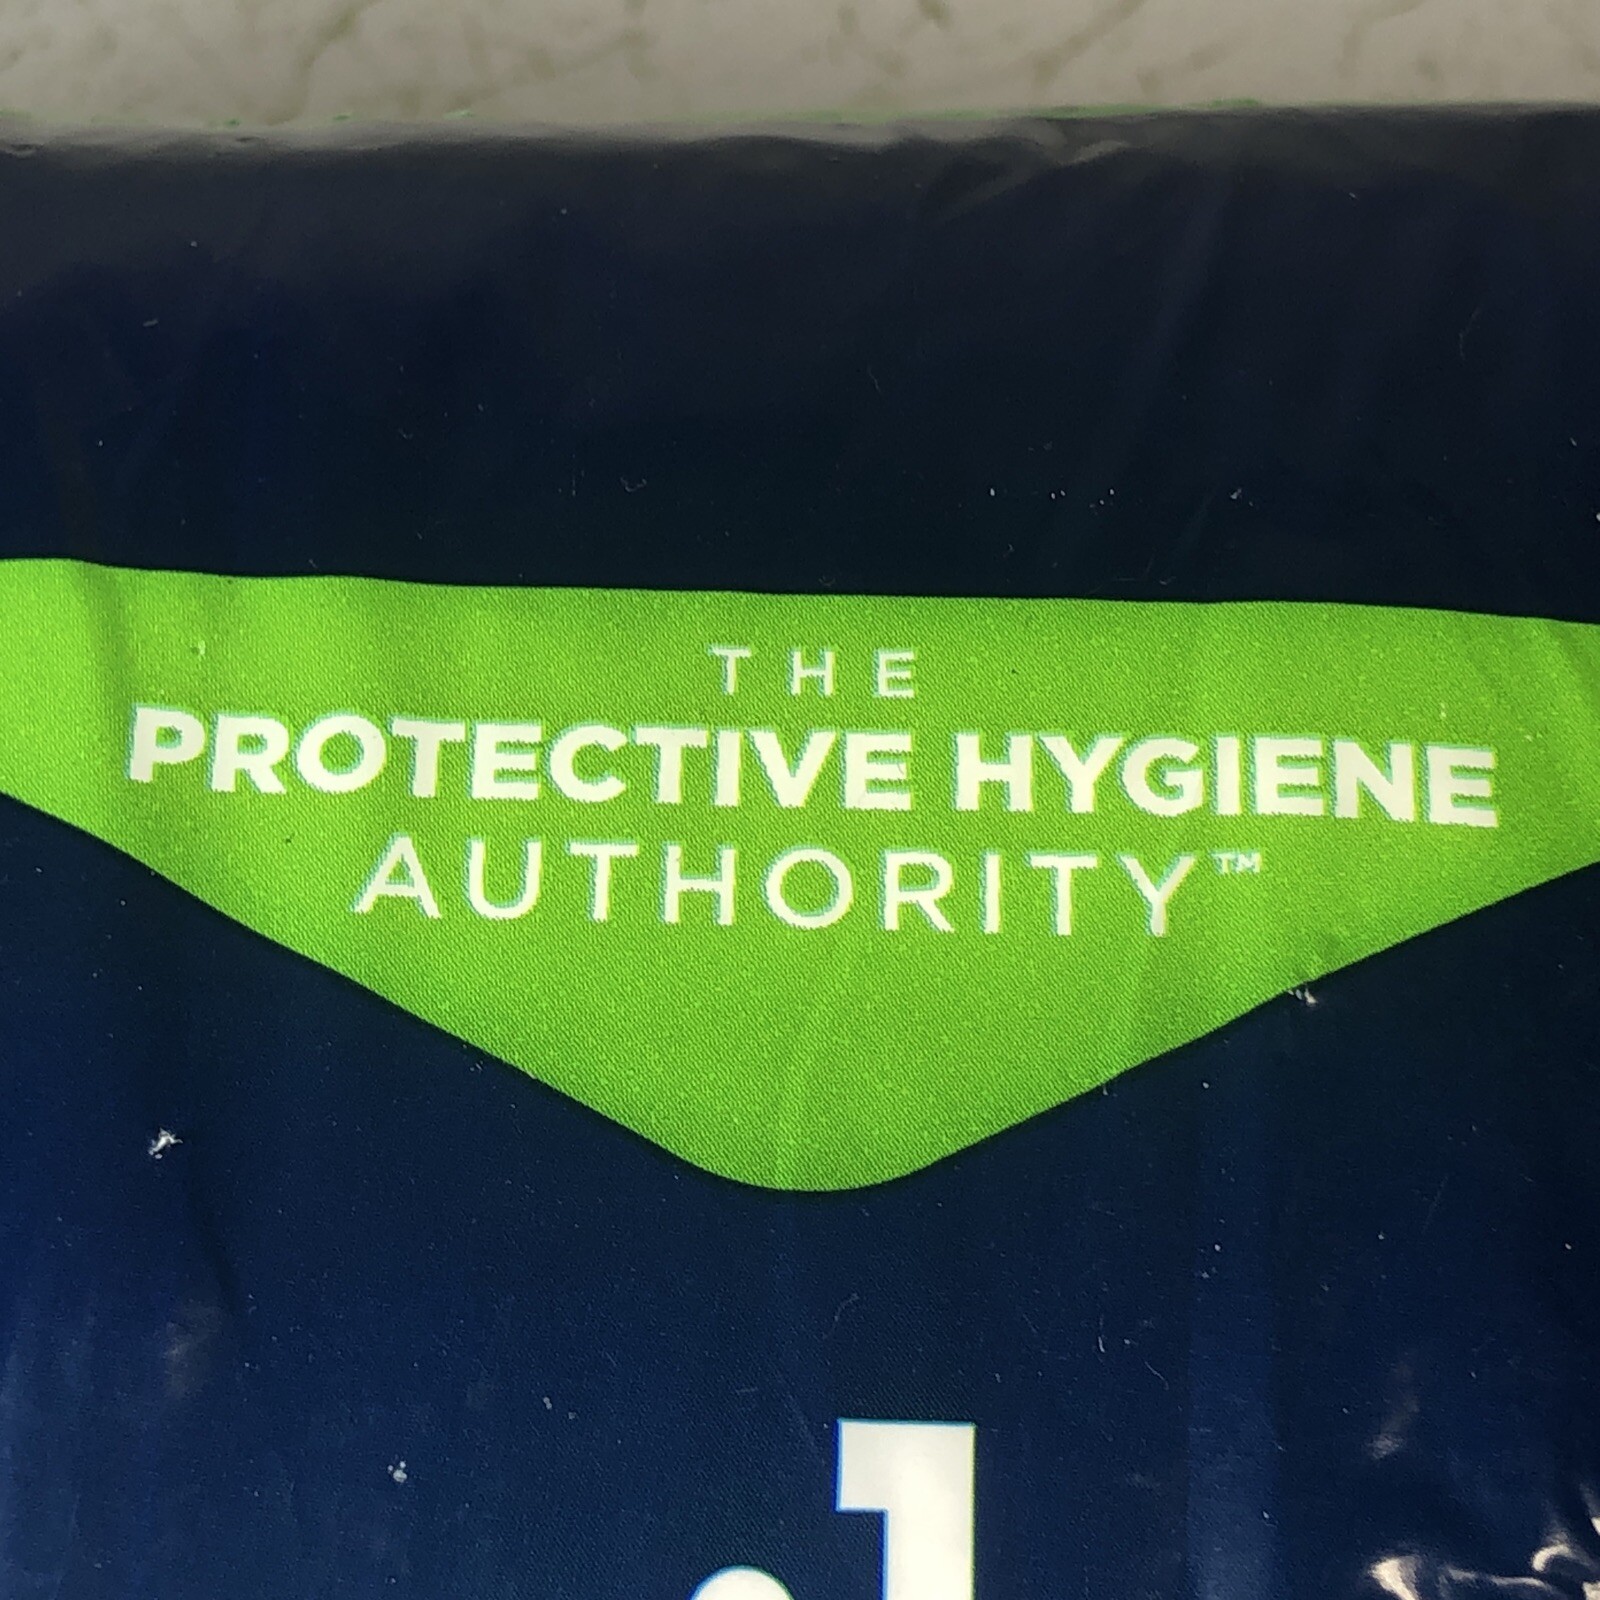 THE
PROTECTIVE HYGIENE
AUTHORITY™